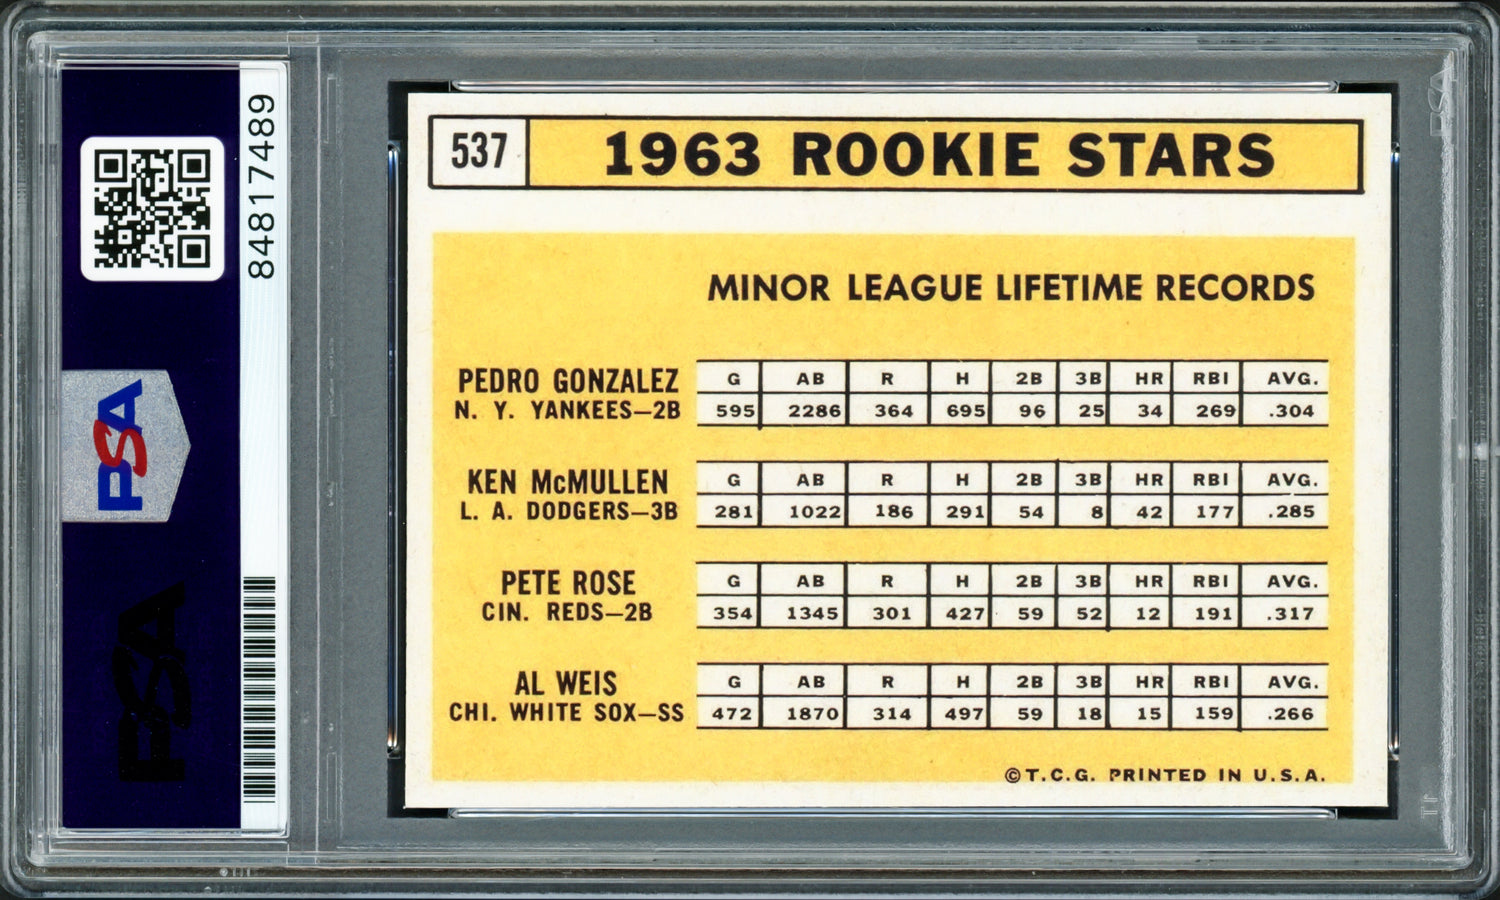 84817489
PSA
PSA
537 1963 ROOKIE STARS
MINOR LEAGUE LIFETIME RECORDS
PEDRO GONZALEZ G AB R H 2B 3B HR RBI AVG.
N. Y. YANKEES—2B 595 2286 364 695 96 25 34 269 .304
KEN McMULLEN G AB R H 2B 3B HR RBI AVG.
L. A. DODGERS—3B 281 1022 186 291 54 8 42 177 .285
PETE ROSE G AB R H 2B 3B HR RBI AVG.
CIN. REDS—2B 354 1345 301 427 59 52 12 191 .317
AL WEIS G AB R H 2B 3B HR RBI AVG.
CHI. WHITE SOX—SS 472 1870 314 497 59 18 15 159 .266
©T.C.G. PRINTED IN U.S.A.
PSA